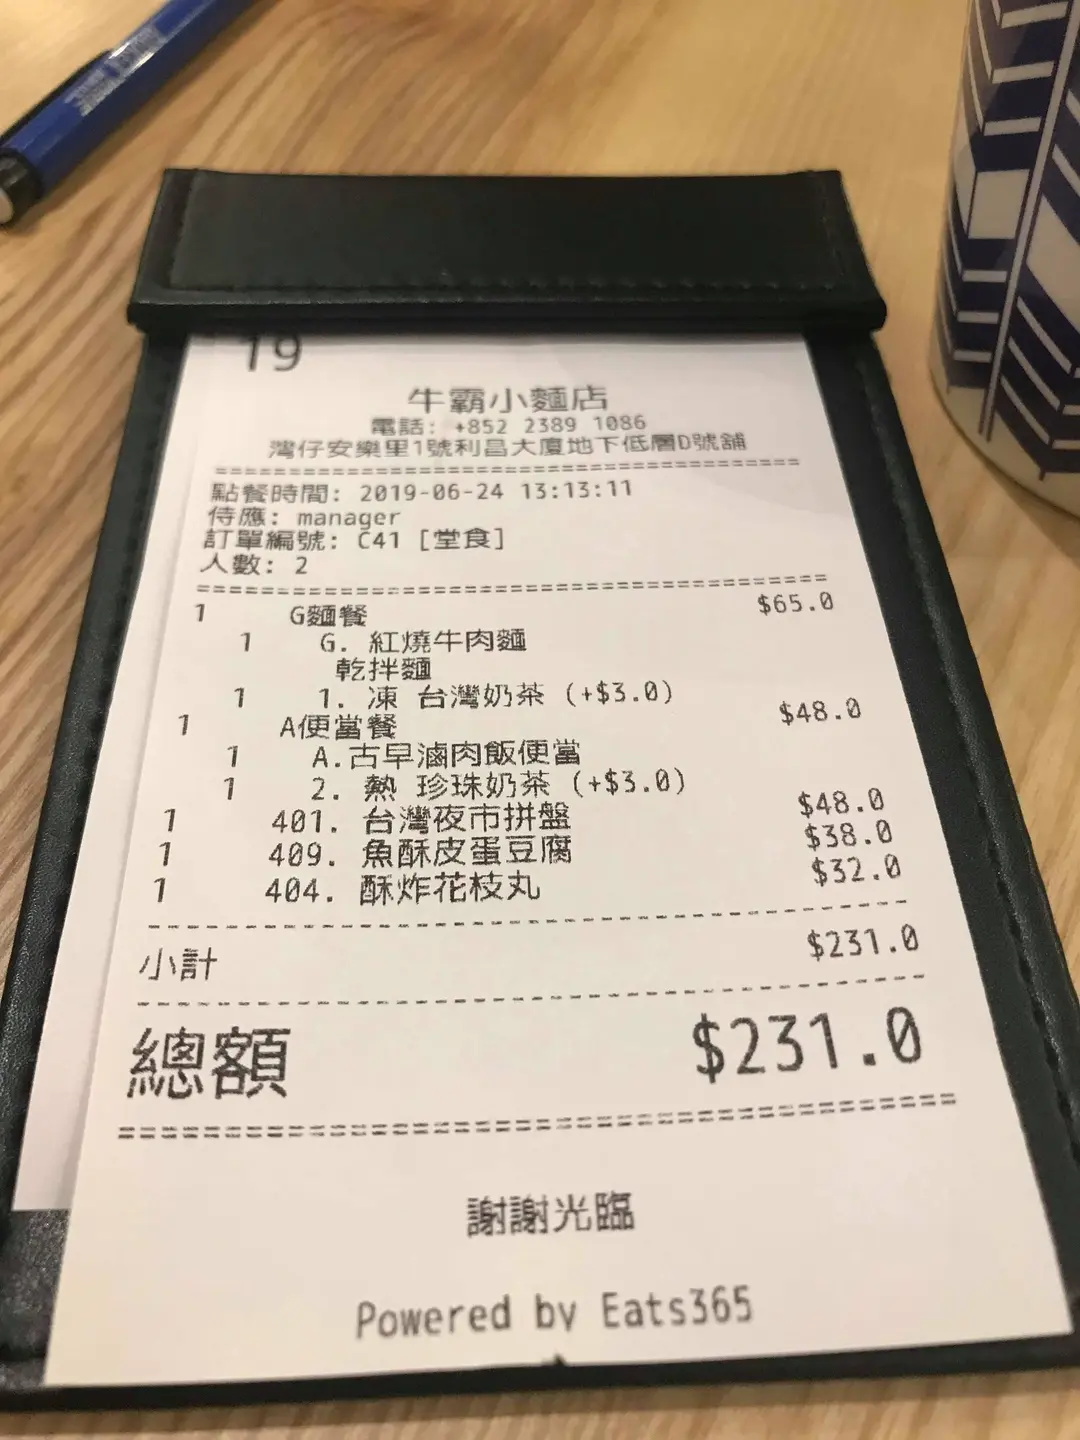 19
牛霸小麵店
電話: +852 2389 1086
灣仔安樂里1號利昌大廈地下低層D號舖
點餐時間: 2019-06-24 13:13:11
侍應: manager
訂單編號: C41 [堂食]
人數: 2
1 G麵餐 $65.0
1 G. 紅燒牛肉麵
乾拌麵
1 1. 凍 台灣奶茶 (+$3.0)
1 A便當餐 $48.0
1 A.古早滷肉飯便當
1 2. 熱 珍珠奶茶 (+$3.0)
1 401. 台灣夜市拼盤 $48.0
1 409. 魚酥皮蛋豆腐 $38.0
1 404. 酥炸花枝丸 $32.0
小計 $231.0
總額 $231.0
謝謝光臨
Powered by Eats365